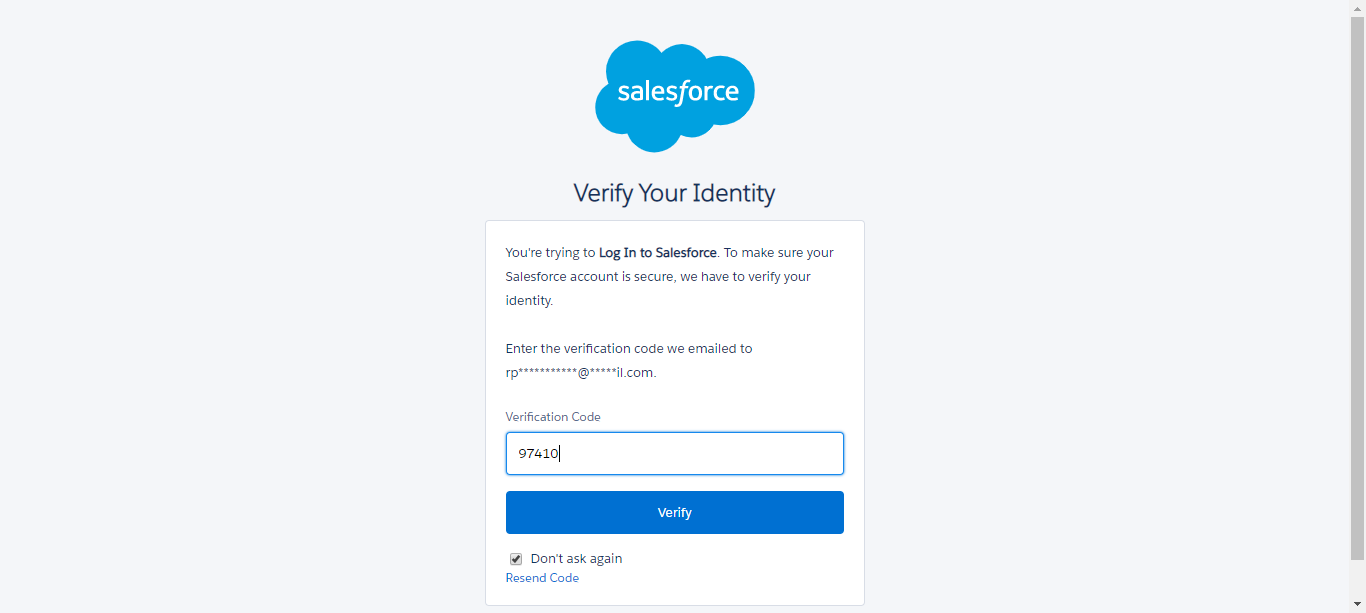 salesforce
Verify Your Identity
You're trying to Log In to Salesforce. To make sure your
Salesforce account is secure, we have to verify your
identity.
Enter the verification code we emailed to
rp***********@*****il.com.
Verification Code
97410
Verify
Don't ask again
Resend Code